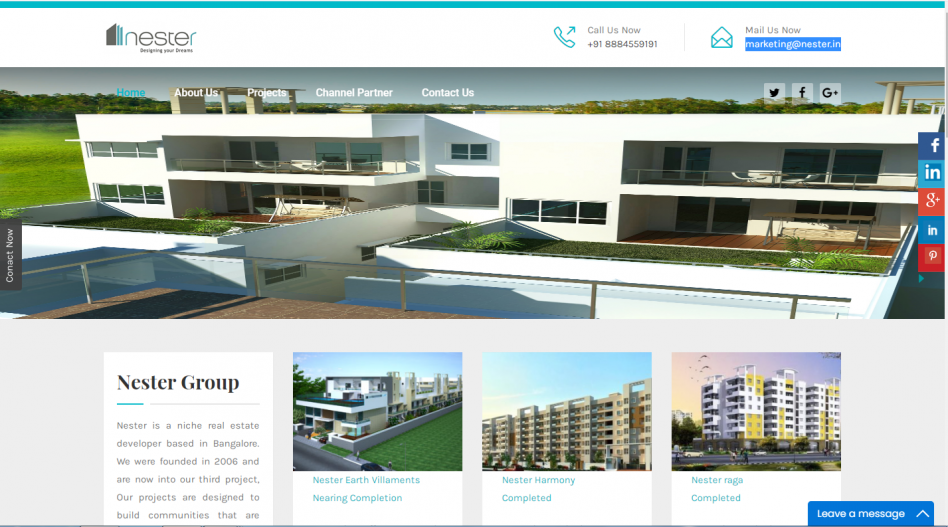 nester
Designing your Dreams
Call Us Now
+91 8884559191
Mail Us Now
marketing@nester.in
Home
About Us
Projects
Channel Partner
Contact Us
f
G+
f
in
g+
in
Conact Now
Nester Group
Nester is a niche real estate
developer based in Bangalore.
We were founded in 2006 and
are now into our third project,
Our projects are designed to
build communities that are
Nester Earth Villaments
Nearing Completion
Nester Harmony
Completed
Nester raga
Completed
Leave a message